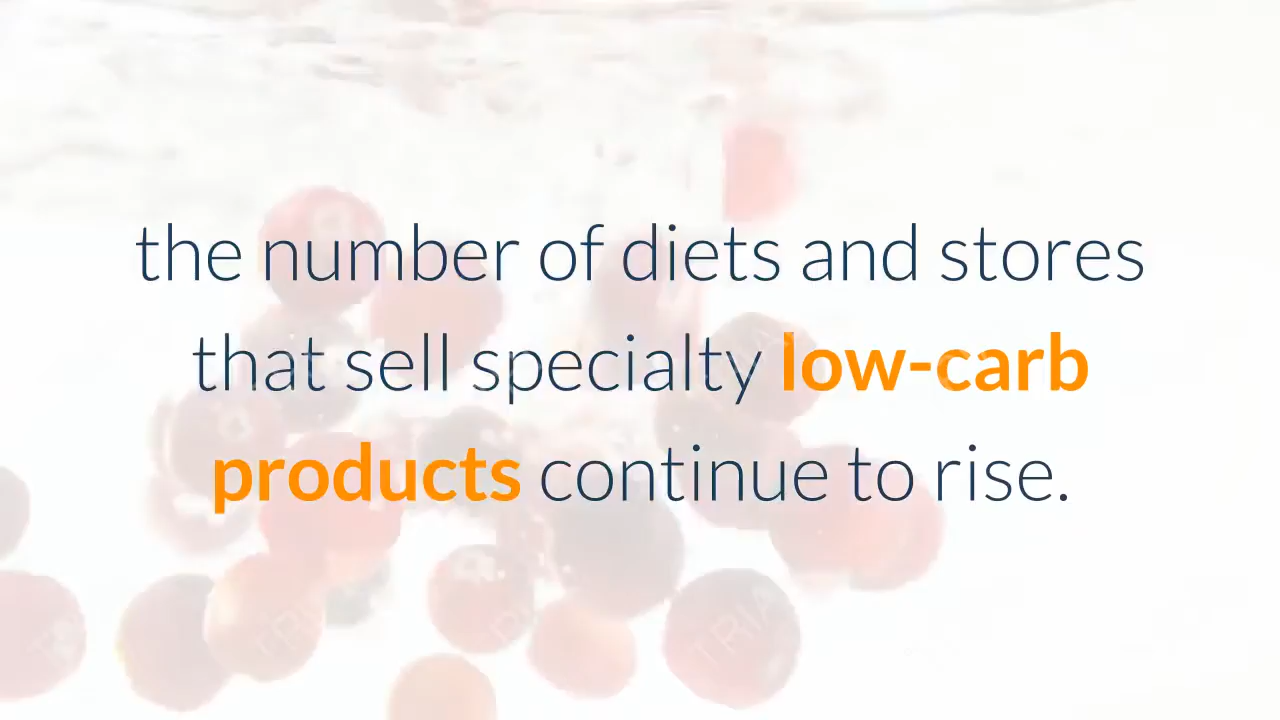 the number of diets and stores
that sell specialty low-carb
products continue to rise.